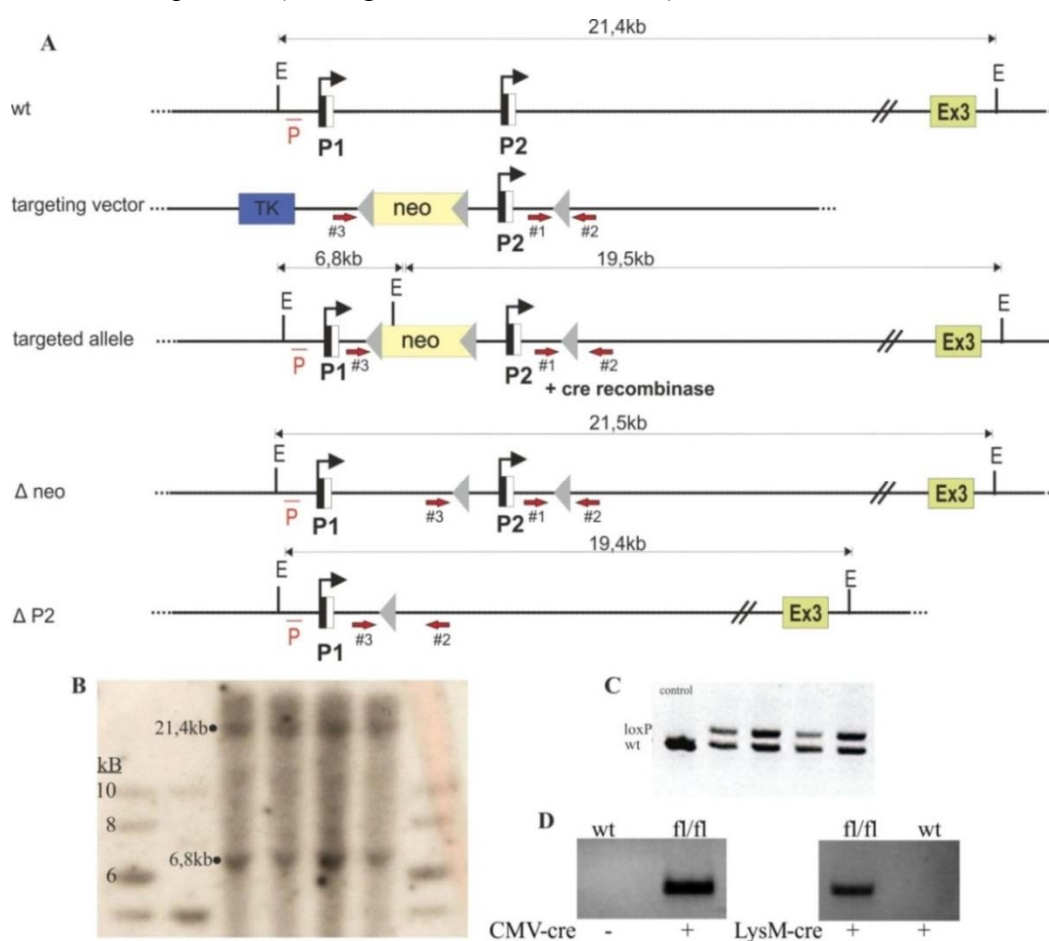 21,4kb
A
E E
wt
P P1 P2 Ex3
targeting vector TK neo
#3 P2 #1 #2
6,8kb 19,5kb
E E E
targeted allele neo Ex3
P P1 #3 P2 #1 #2
+ cre recombinase
21,5kb
E E
Δ neo Ex3
P P1 #3 P2 #1 #2
19,4kb
E E
Δ P2 Ex3
P P1 #3 #2
B
21,4kb
kB
10
8
6,8kb
6
C
control
loxP
wt
D
wt fl/fl fl/fl wt
CMV-cre - + LysM-cre + +